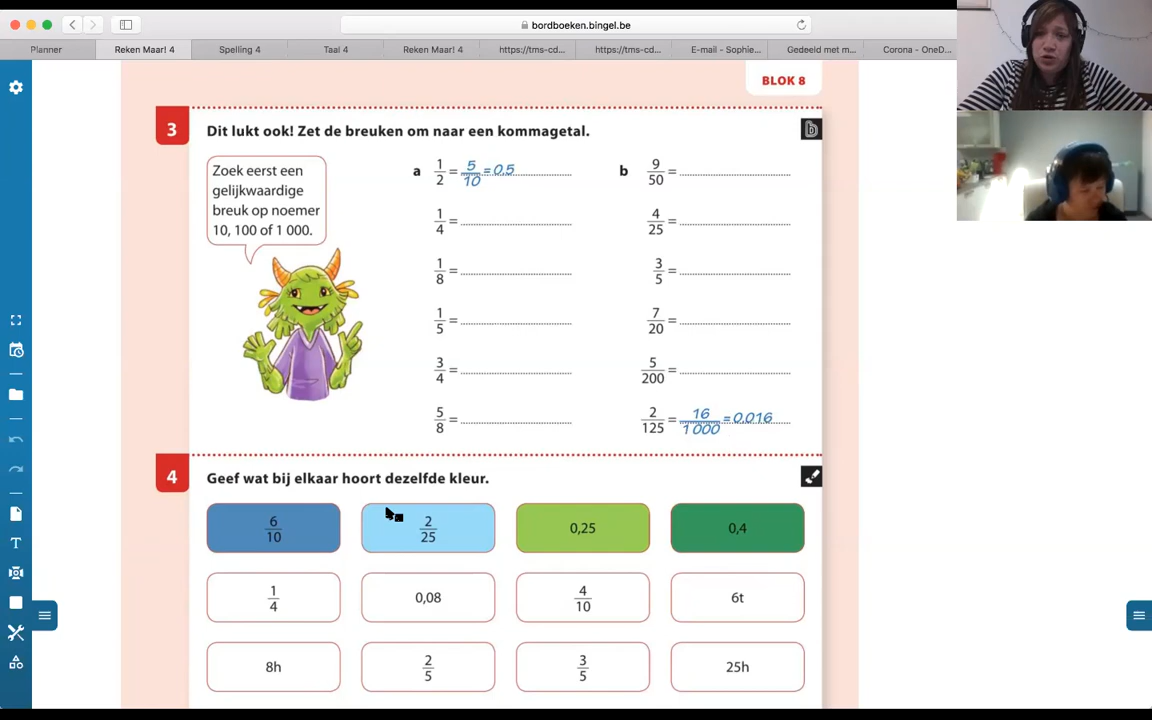 bordboeken.bingel.be
Planner
Reken Maar! 4
Spelling 4
Taal 4
Reken Maar! 4
https://tms-cd...
https://tms-cd...
E-mail - Sophie...
Gedeeld met m...
Corona - OneD...
BLOK 8
3 Dit lukt ook! Zet de breuken om naar een kommagetal.
Zoek eerst een
gelijkwaardige
breuk op noemer
10, 100 of 1 000.
a 1/2 = 5/10 = 0,5
1/4 =
1/8 =
1/5 =
3/4 =
5/8 =
b 9/50 =
4/25 =
3/5 =
7/20 =
5/200 =
2/125 = 16/1 000 = 0,016
4 Geef wat bij elkaar hoort dezelfde kleur.
6/10 2/25 0,25 0,4
1/4 0,08 4/10 6t
8h 2/5 3/5 25h